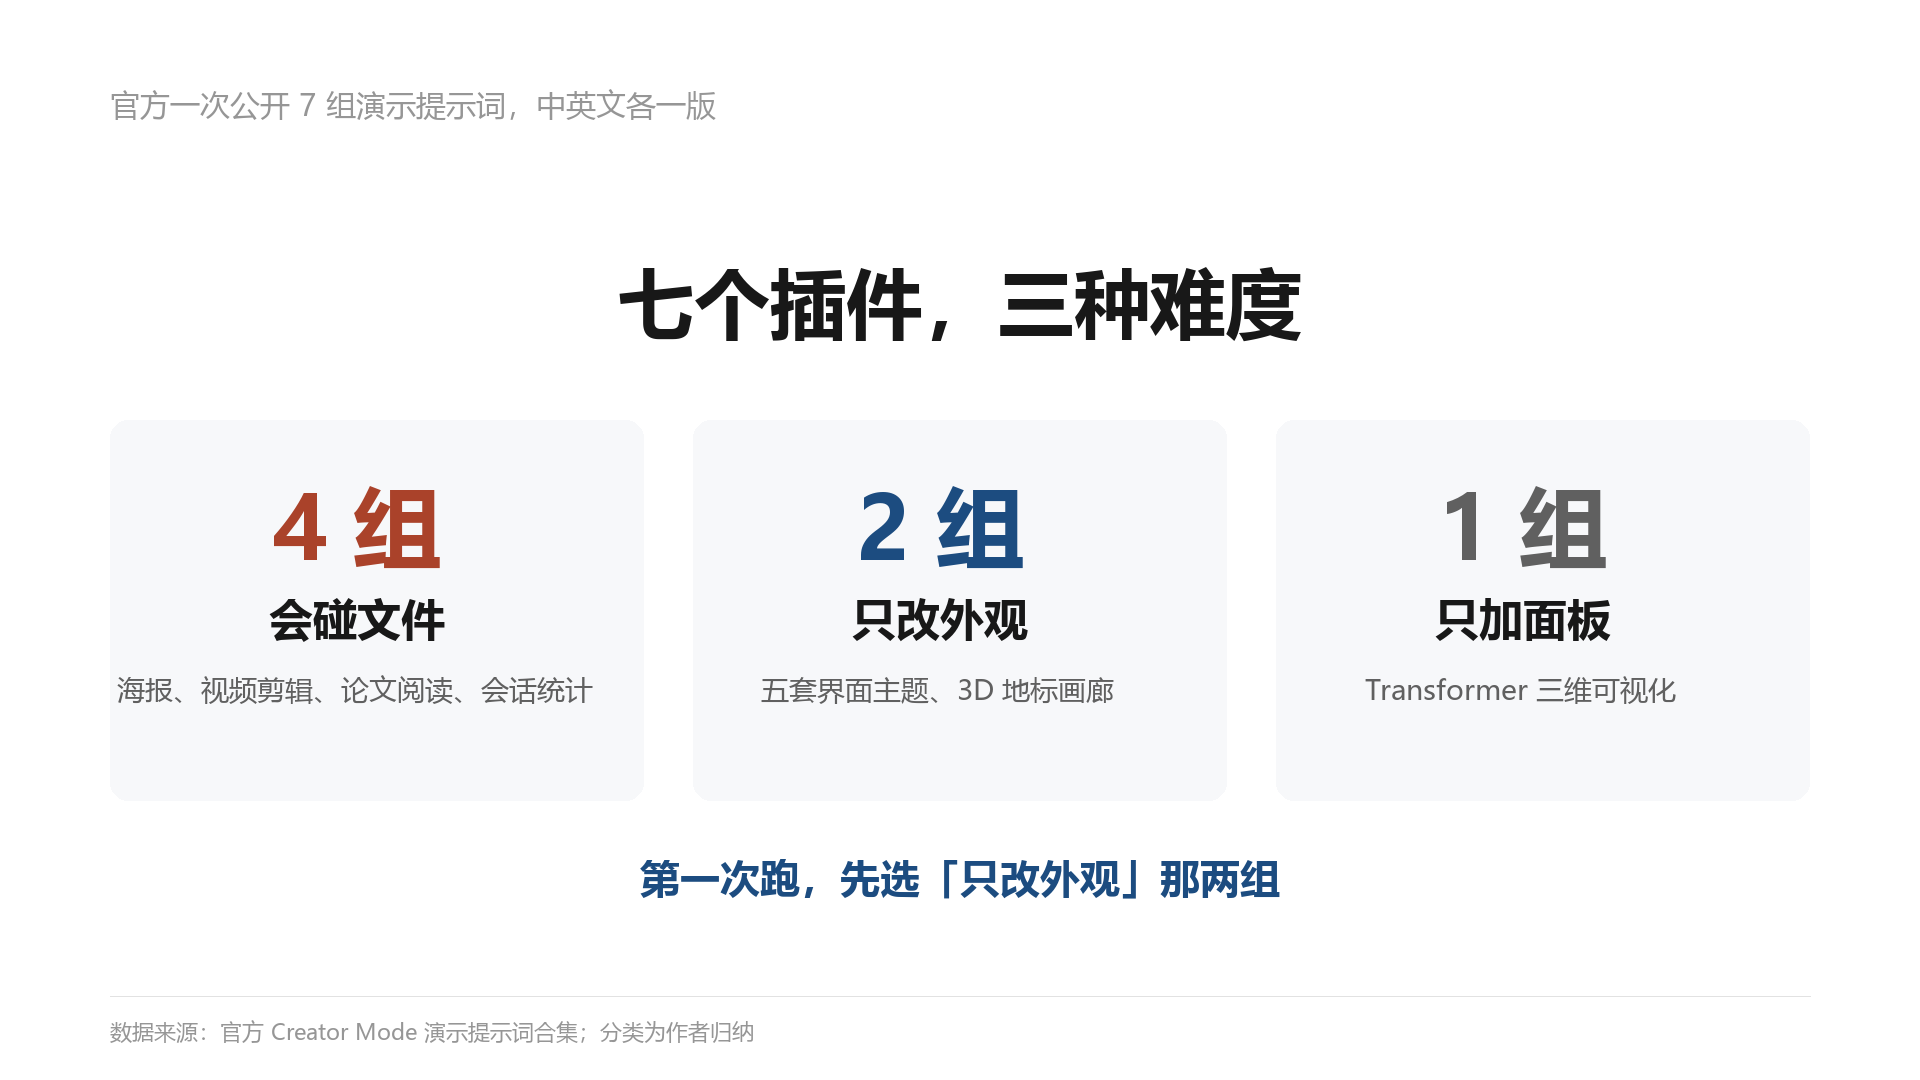 官方一次公开 7 组演示提示词，中英文各一版
七个插件，三种难度
4 组
会碰文件
海报、视频剪辑、论文阅读、会话统计
2 组
只改外观
五套界面主题、3D 地标画廊
1 组
只加面板
Transformer 三维可视化
第一次跑，先选「只改外观」那两组
数据来源：官方 Creator Mode 演示提示词合集；分类为作者归纳